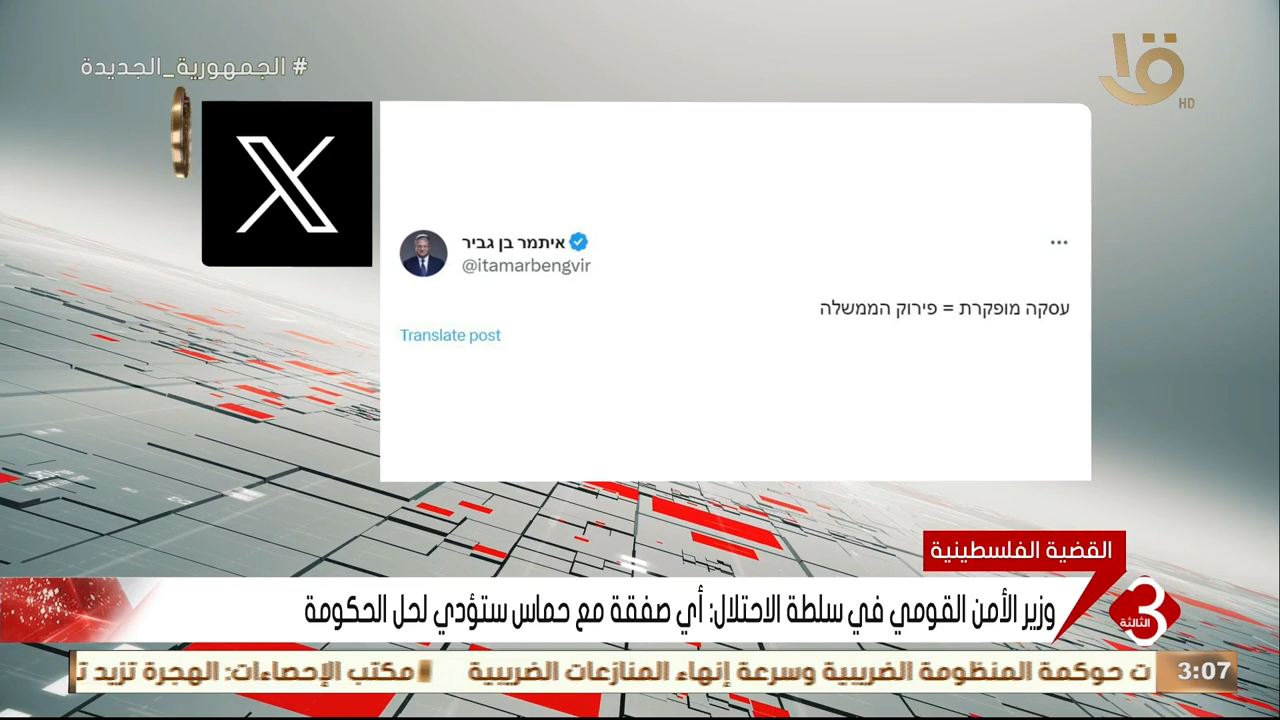 # الجمهورية_الجديدة
HD
איתמר בן גביר
@itamarbengvir
עסקה מופקרת = פירוק הממשלה
Translate post
القضية الفلسطينية
وزير الأمن القومي في سلطة الاحتلال: أي صفقة مع حماس ستؤدي لحل الحكومة
3 الثالثة
ت حوكمة المنظومة الضريبية وسرعة إنهاء المنازعات الضريبية مكتب الإحصاءات: الهجرة تزيد
3:07